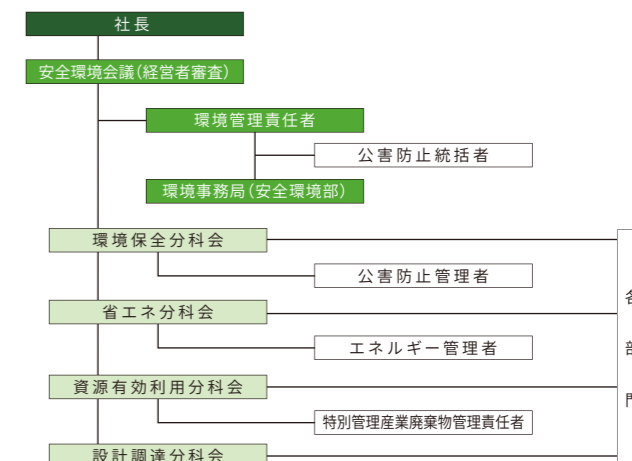 社長
安全環境会議(経営者審査)
環境管理責任者
公害防止統括者
環境事務局(安全環境部)
環境保全分科会
公害防止管理者
省エネ分科会
エネルギー管理者
資源有効利用分科会
特別管理産業廃棄物管理責任者
設計調達分科会
各
部
門